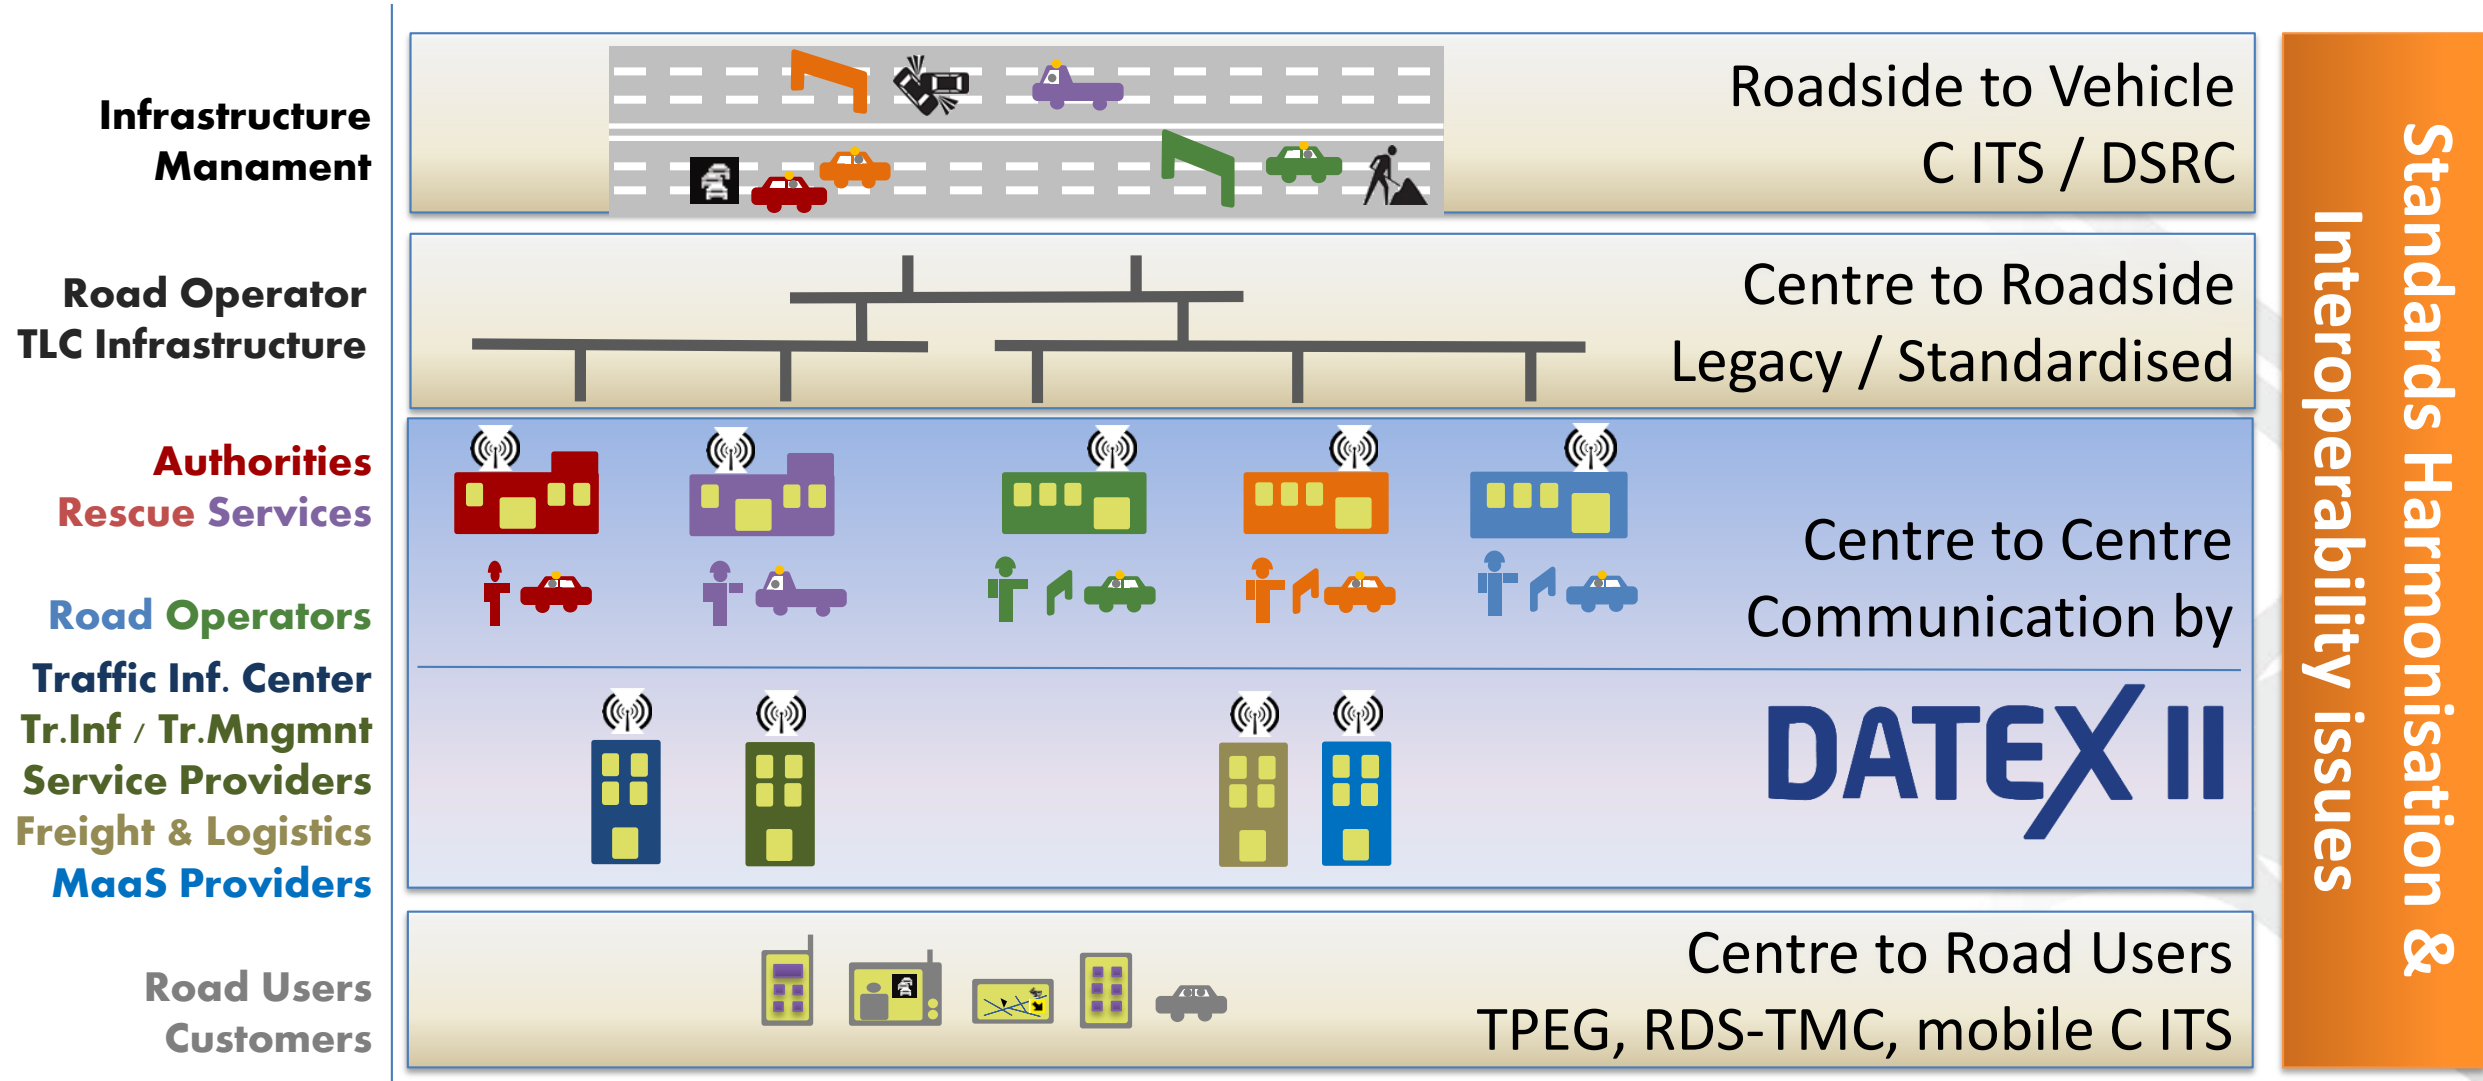 Infrastructure
Manament
Roadside to Vehicle
C ITS / DSRC
Road Operator
TLC Infrastructure
Centre to Roadside
Legacy / Standardised
Authorities
Rescue Services
Road Operators
Centre to Centre
Communication by
Traffic Inf. Center
Tr.Inf / Tr.Mngmnt
Service Providers
Freight & Logistics
MaaS Providers
DATEX II
Road Users
Customers
Centre to Road Users
TPEG, RDS-TMC, mobile C ITS
Standards Harmonisation &
Interoperability issues